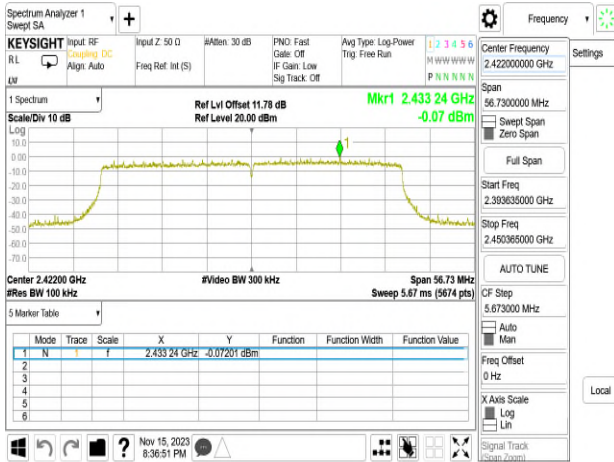 Spectrum Analyzer 1
Swept SA
+
Frequency
KEYSIGHT Input: RF Input Z: 50 Ω #Atten: 30 dB PNO: Fast Avg Type: Log-Power 1 2 3 4 5 6
RL Coupling: DC Gate: Off Trig: Free Run M W W W W W
Align: Auto Freq Ref: Int (S) IF Gain: Low
Sig Track: Off P N N N N N
Center Frequency
2.422000000 GHz
Settings
1 Spectrum
Scale/Div 10 dB
Ref Lvl Offset 11.78 dB
Ref Level 20.00 dBm
Mkr1 2.433 24 GHz
-0.07 dBm
Span
56.7300000 MHz
Swept Span
Zero Span
Full Span
Start Freq
2.393635000 GHz
Stop Freq
2.450365000 GHz
AUTO TUNE
CF Step
5.673000 MHz
Auto
Man
Freq Offset
0 Hz
X Axis Scale
Log
Lin
Signal Track
(Span Zoom)
Local
Log
10.0
0.00
-10.0
-20.0
-30.0
-40.0
-50.0
-60.0
-70.0
1
Center 2.42200 GHz #Video BW 300 kHz Span 56.73 MHz
#Res BW 100 kHz Sweep 5.67 ms (5674 pts)
5 Marker Table
Mode Trace Scale X Y Function Function Width Function Value
1 N 1 f 2.433 24 GHz -0.07201 dBm
2
3
4
5
6
? Nov 15, 2023
8:36:51 PM